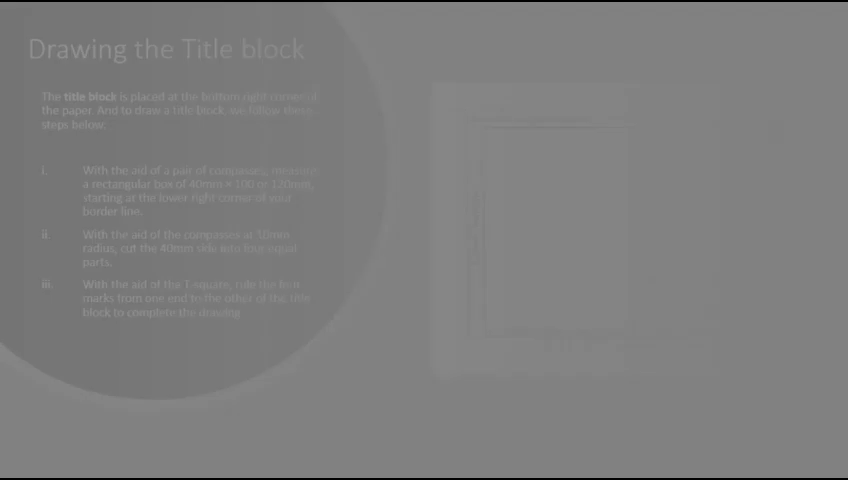 Drawing the Title block
The title block is placed at the bottom right corner of
the paper. And to draw a title block, we follow these
steps below:
i. With the aid of a pair of compasses, measure
a rectangular box of 40mm × 100 or 120mm,
starting at the lower right corner of your
border line.
ii. With the aid of the compasses at 10mm
radius, cut the 40mm side into four equal
parts.
iii. With the aid of the T-square, rule the
marks from one end to the other of the title
block to complete the drawing